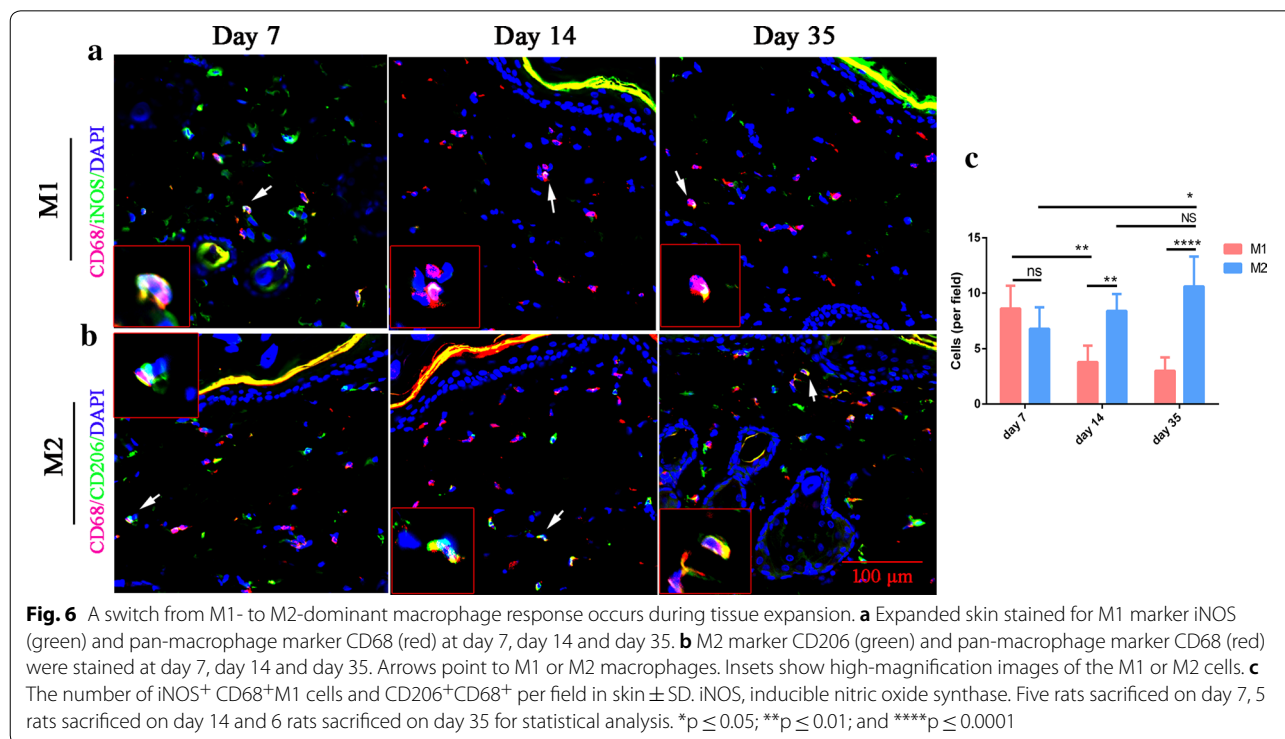 Day 7 Day 14 Day 35
a
M1
CD68/iNOS/DAPI
b
M2
CD68/CD206/DAPI
100 μm
c
*
NS
** ****
ns **
M1
M2
Cells (per field)
15
10
5
0
day 7 day 14 day 35
Fig. 6 A switch from M1- to M2-dominant macrophage response occurs during tissue expansion. a Expanded skin stained for M1 marker iNOS
(green) and pan-macrophage marker CD68 (red) at day 7, day 14 and day 35. b M2 marker CD206 (green) and pan-macrophage marker CD68 (red)
were stained at day 7, day 14 and day 35. Arrows point to M1 or M2 macrophages. Insets show high-magnification images of the M1 or M2 cells. c
The number of iNOS⁺ CD68⁺M1 cells and CD206⁺CD68⁺ per field in skin ± SD. iNOS, inducible nitric oxide synthase. Five rats sacrificed on day 7, 5
rats sacrificed on day 14 and 6 rats sacrificed on day 35 for statistical analysis. *p ≤ 0.05; **p ≤ 0.01; and ****p ≤ 0.0001